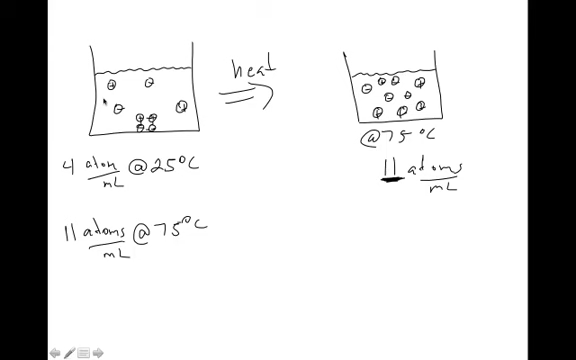 heat
4 atom/mL @ 25°C
@ 75°C
11 atoms/mL
11 atoms/mL @ 75°C